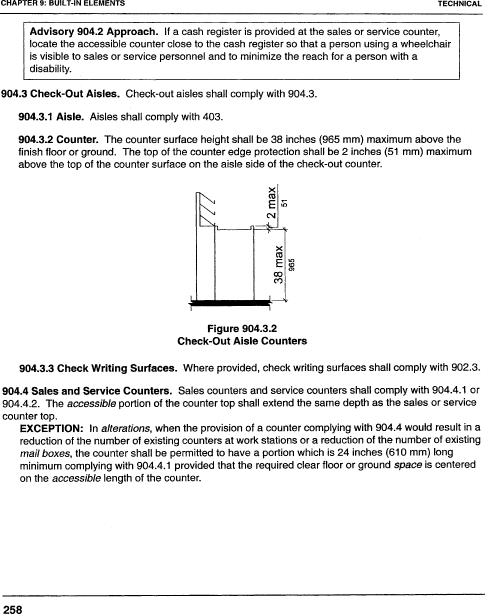 CHAPTER 9: BUILT-IN ELEMENTS TECHNICAL
Advisory 904.2 Approach. If a cash register is provided at the sales or service counter,
locate the accessible counter close to the cash register so that a person using a wheelchair
is visible to sales or service personnel and to minimize the reach for a person with a
disability.
904.3 Check-Out Aisles. Check-out aisles shall comply with 904.3.
904.3.1 Aisle. Aisles shall comply with 403.
904.3.2 Counter. The counter surface height shall be 38 inches (965 mm) maximum above the
finish floor or ground. The top of the counter edge protection shall be 2 inches (51 mm) maximum
above the top of the counter surface on the aisle side of the check-out counter.
2 max
51
38 max
965
Figure 904.3.2
Check-Out Aisle Counters
904.3.3 Check Writing Surfaces. Where provided, check writing surfaces shall comply with 902.3.
904.4 Sales and Service Counters. Sales counters and service counters shall comply with 904.4.1 or
904.4.2. The accessible portion of the counter top shall extend the same depth as the sales or service
counter top.
EXCEPTION: In alterations, when the provision of a counter complying with 904.4 would result in a
reduction of the number of existing counters at work stations or a reduction of the number of existing
mail boxes, the counter shall be permitted to have a portion which is 24 inches (610 mm) long
minimum complying with 904.4.1 provided that the required clear floor or ground space is centered
on the accessible length of the counter.
258